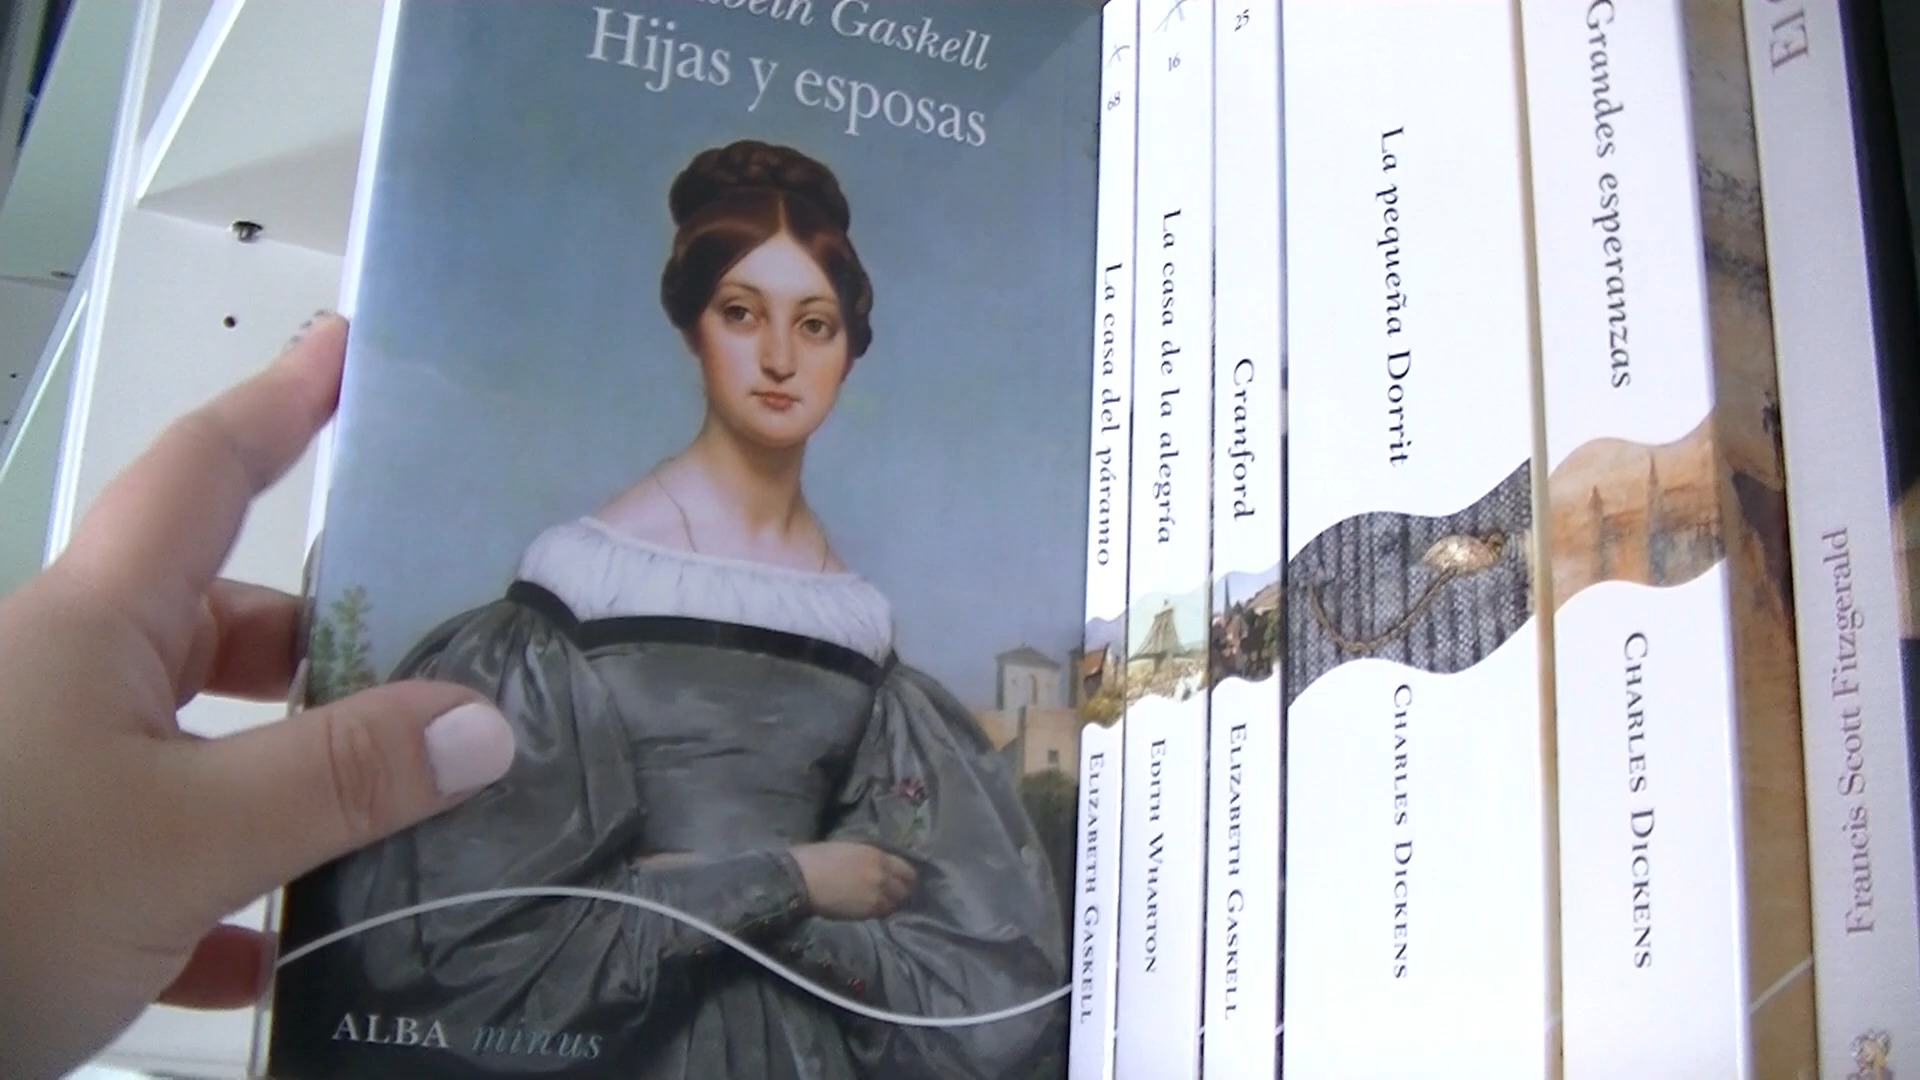 Gaskell
Hijas y esposas
ALBA minus
68
La casa del páramo
ELIZABETH GASKELL
16
La casa de la alegría
EDITH WHARTON
25
Cranford
ELIZABETH GASKELL
La pequeña Dorrit
CHARLES DICKENS
Grandes esperanzas
CHARLES DICKENS
El
Francis Scott Fitzgerald